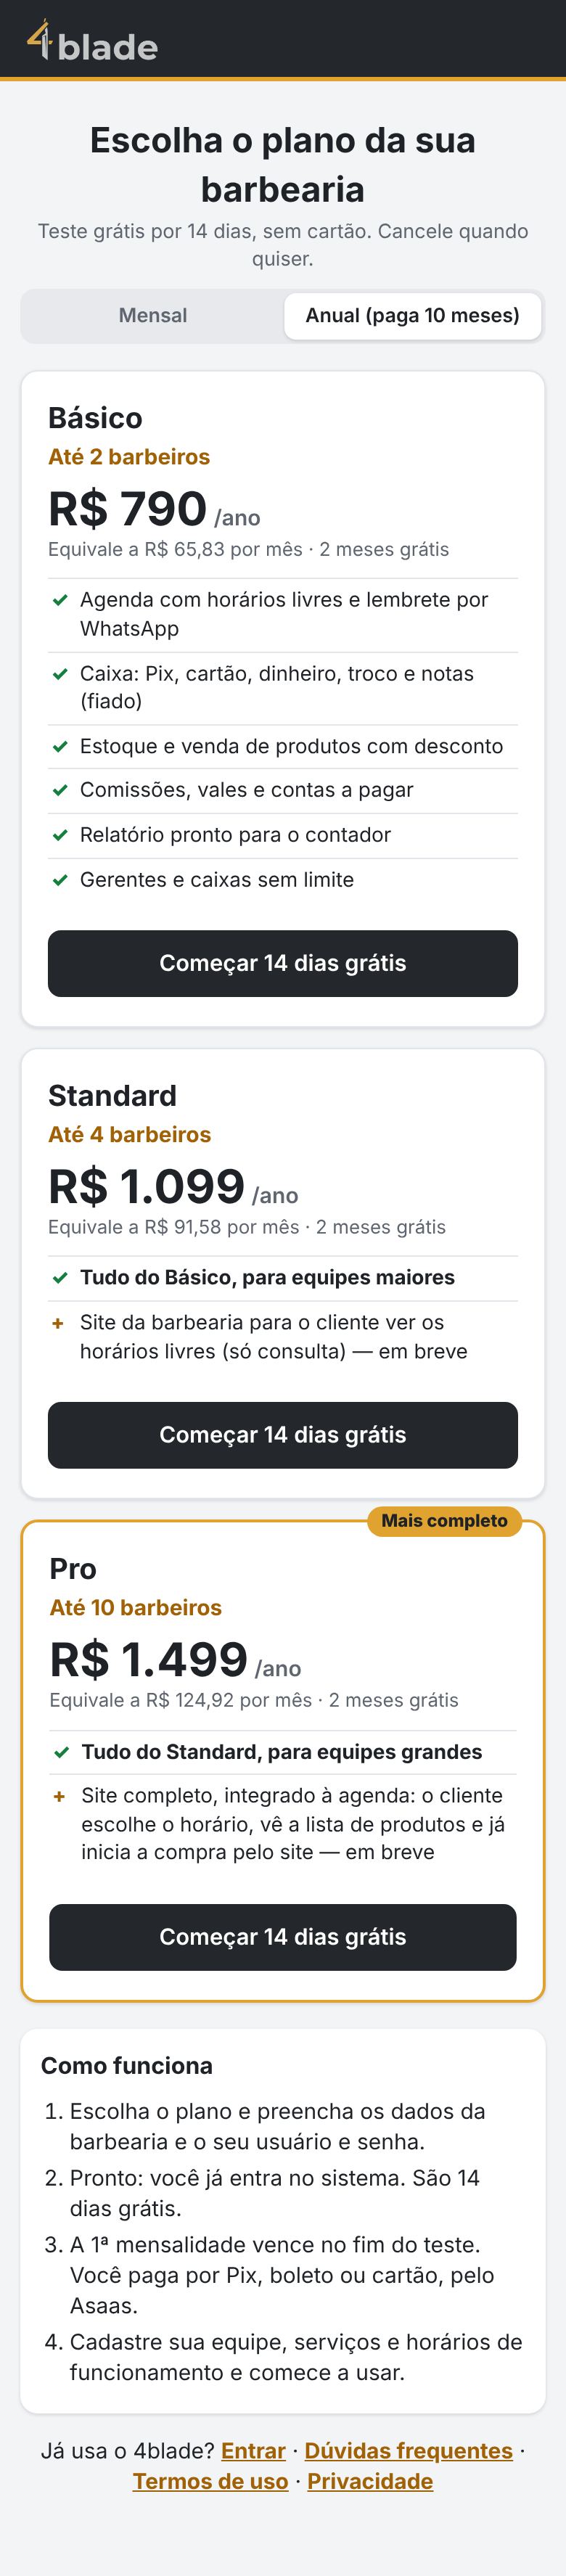 4blade
Escolha o plano da sua
barbearia
Teste grátis por 14 dias, sem cartão. Cancele quando
quiser.
Mensal
Anual (paga 10 meses)
Básico
Até 2 barbeiros
R$ 790 /ano
Equivale a R$ 65,83 por mês · 2 meses grátis
✓ Agenda com horários livres e lembrete por
WhatsApp
✓ Caixa: Pix, cartão, dinheiro, troco e notas
(fiado)
✓ Estoque e venda de produtos com desconto
✓ Comissões, vales e contas a pagar
✓ Relatório pronto para o contador
✓ Gerentes e caixas sem limite
Começar 14 dias grátis
Standard
Até 4 barbeiros
R$ 1.099 /ano
Equivale a R$ 91,58 por mês · 2 meses grátis
✓ Tudo do Básico, para equipes maiores
+ Site da barbearia para o cliente ver os
horários livres (só consulta) — em breve
Começar 14 dias grátis
Mais completo
Pro
Até 10 barbeiros
R$ 1.499 /ano
Equivale a R$ 124,92 por mês · 2 meses grátis
✓ Tudo do Standard, para equipes grandes
+ Site completo, integrado à agenda: o cliente
escolhe o horário, vê a lista de produtos e já
inicia a compra pelo site — em breve
Começar 14 dias grátis
Como funciona
1. Escolha o plano e preencha os dados da
barbearia e o seu usuário e senha.
2. Pronto: você já entra no sistema. São 14
dias grátis.
3. A 1ª mensalidade vence no fim do teste.
Você paga por Pix, boleto ou cartão, pelo
Asaas.
4. Cadastre sua equipe, serviços e horários de
funcionamento e comece a usar.
Já usa o 4blade? Entrar · Dúvidas frequentes ·
Termos de uso · Privacidade